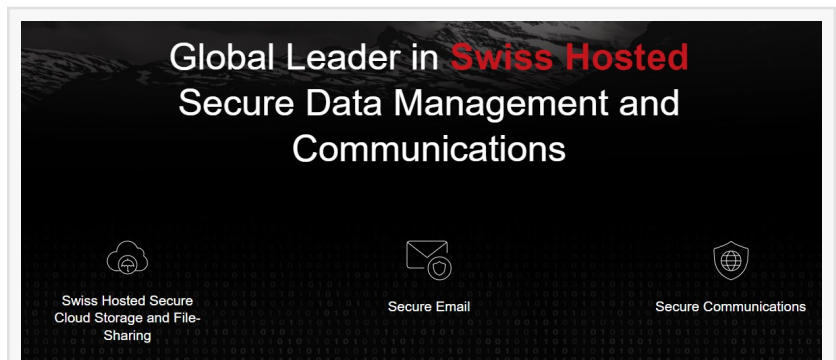 Global Leader in Swiss Hosted
Secure Data Management and
Communications
Swiss Hosted Secure
Cloud Storage and File-
Sharing
Secure Email
Secure Communications